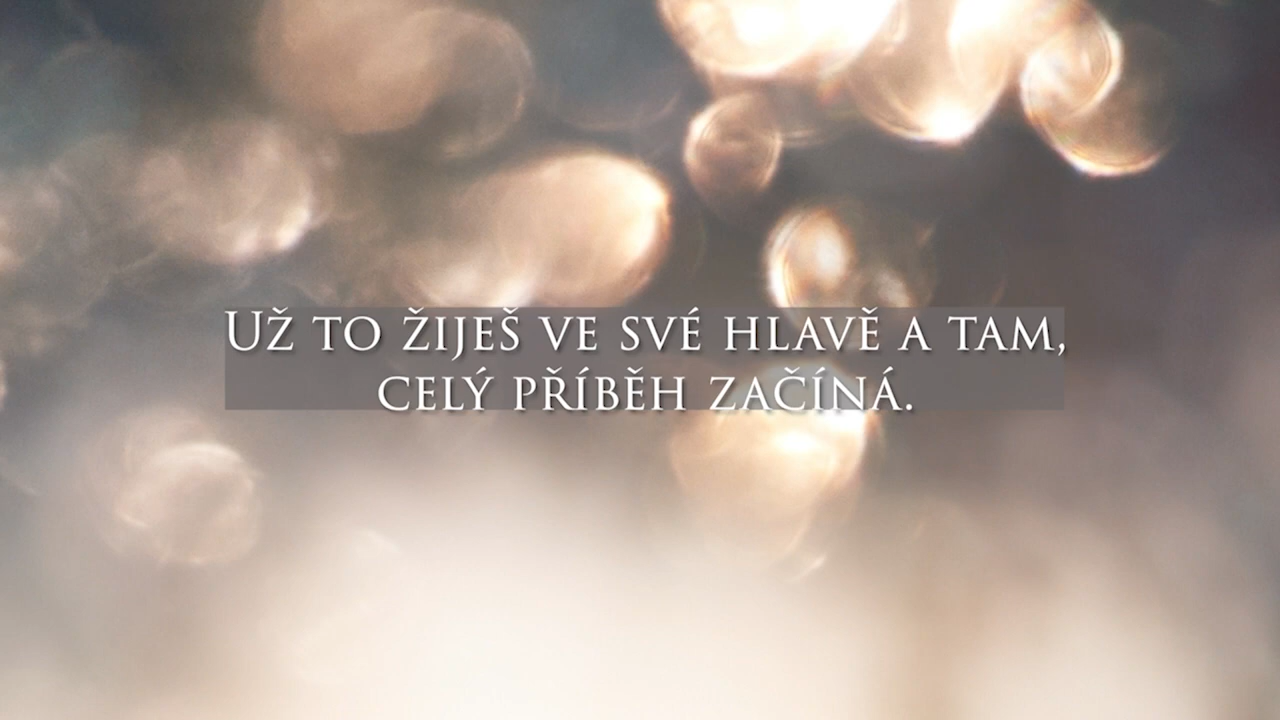 Už to žiješ ve své hlavě a tam,
celý příběh začíná.